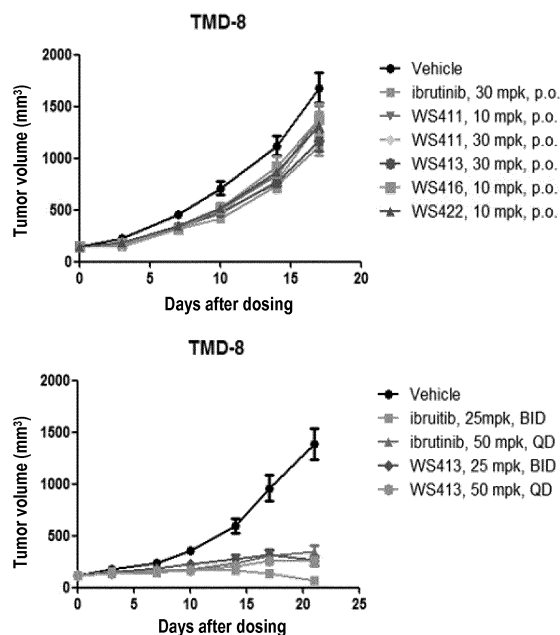 TMD-8
2000
1500
1000
500
0
Tumor volume (mm³)
0 5 10 15 20
Days after dosing
Vehicle
ibrutinib, 30 mpk, p.o.
WS411, 10 mpk, p.o.
WS411, 30 mpk, p.o.
WS413, 30 mpk, p.o.
WS416, 10 mpk, p.o.
WS422, 10 mpk, p.o.
TMD-8
2000
1500
1000
500
0
Tumor volume (mm³)
0 5 10 15 20 25
Days after dosing
Vehicle
ibruitib, 25mpk, BID
ibrutinib, 50 mpk, QD
WS413, 25 mpk, BID
WS413, 50 mpk, QD